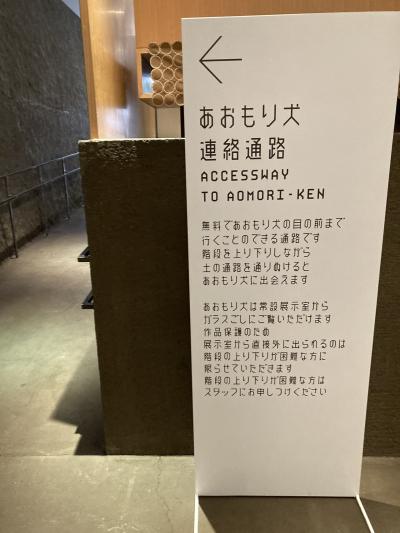 ←
あおもり犬
連絡通路
ACCESSWAY
TO AOMORI-KEN
無料であおもり犬の目の前まで
行くことのできる通路です
階段を上り下りしながら
土の通路を通りぬけると
あおもり犬に出会えます
あおもり犬は常設展示室から
ガラスごしにご覧いただけます
作品保護のため
展示室から直接外に出られるのは
階段の上り下りが困難な方に
限らせていただきます
階段の上り下りが困難な方は
スタッフにお申しつけください